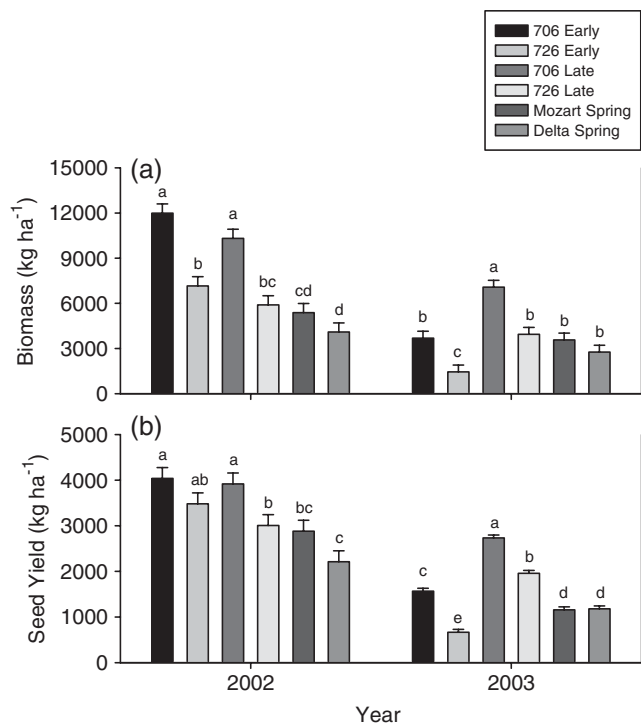 706 Early
726 Early
706 Late
726 Late
Mozart Spring
Delta Spring
(a)
Biomass (kg ha⁻¹)
15000
12000
9000
6000
3000
0
a
b
a
bc
cd
d
b
c
a
b
b
b
(b)
Seed Yield (kg ha⁻¹)
5000
4000
3000
2000
1000
0
a
ab
a
b
bc
c
c
e
a
b
d
d
2002
2003
Year